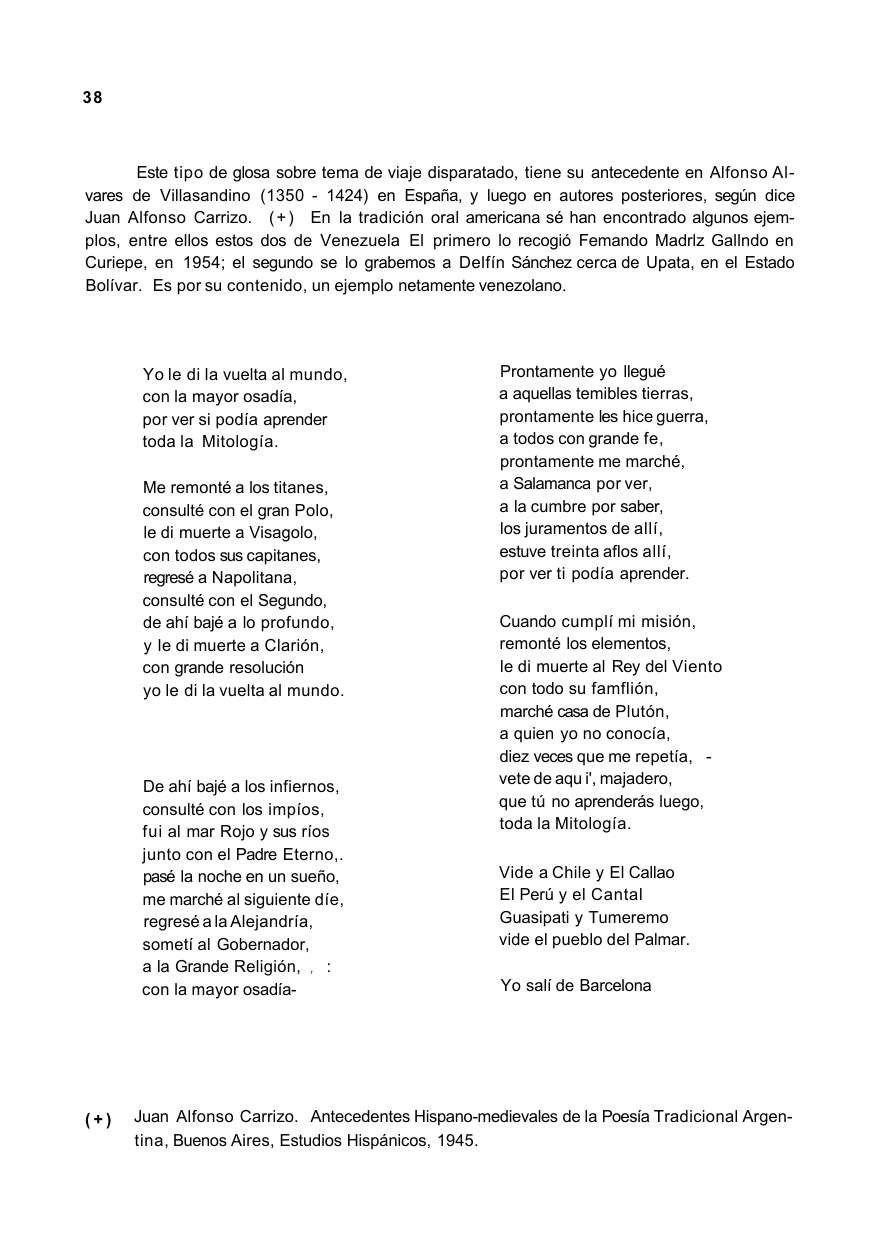 38
Este tipo de glosa sobre tema de viaje disparatado, tiene su antecedente en Alfonso Al-
vares de Villasandino (1350 - 1424) en España, y luego en autores posteriores, según dice
Juan Alfonso Carrizo. (+) En la tradición oral americana sé han encontrado algunos ejem-
plos, entre ellos estos dos de Venezuela El primero lo recogió Femando Madrlz Gallndo en
Curiepe, en 1954; el segundo se lo grabemos a Delfín Sánchez cerca de Upata, en el Estado
Bolívar. Es por su contenido, un ejemplo netamente venezolano.
Yo le di la vuelta al mundo,
con la mayor osadía,
por ver si podía aprender
toda la Mitología.
Me remonté a los titanes,
consulté con el gran Polo,
le di muerte a Visagolo,
con todos sus capitanes,
regresé a Napolitana,
consulté con el Segundo,
de ahí bajé a lo profundo,
y le di muerte a Clarión,
con grande resolución
yo le di la vuelta al mundo.
De ahí bajé a los infiernos,
consulté con los impíos,
fui al mar Rojo y sus ríos
junto con el Padre Eterno,.
pasé la noche en un sueño,
me marché al siguiente díe,
regresé a la Alejandría,
sometí al Gobernador,
a la Grande Religión, , :
con la mayor osadía-
Prontamente yo llegué
a aquellas temibles tierras,
prontamente les hice guerra,
a todos con grande fe,
prontamente me marché,
a Salamanca por ver,
a la cumbre por saber,
los juramentos de allí,
estuve treinta aflos allí,
por ver ti podía aprender.
Cuando cumplí mi misión,
remonté los elementos,
le di muerte al Rey del Viento
con todo su famflión,
marché casa de Plutón,
a quien yo no conocía,
diez veces que me repetía, -
vete de aqu i', majadero,
que tú no aprenderás luego,
toda la Mitología.
Vide a Chile y El Callao
El Perú y el Cantal
Guasipati y Tumeremo
vide el pueblo del Palmar.
Yo salí de Barcelona
(+) Juan Alfonso Carrizo. Antecedentes Hispano-medievales de la Poesía Tradicional Argen-
tina, Buenos Aires, Estudios Hispánicos, 1945.